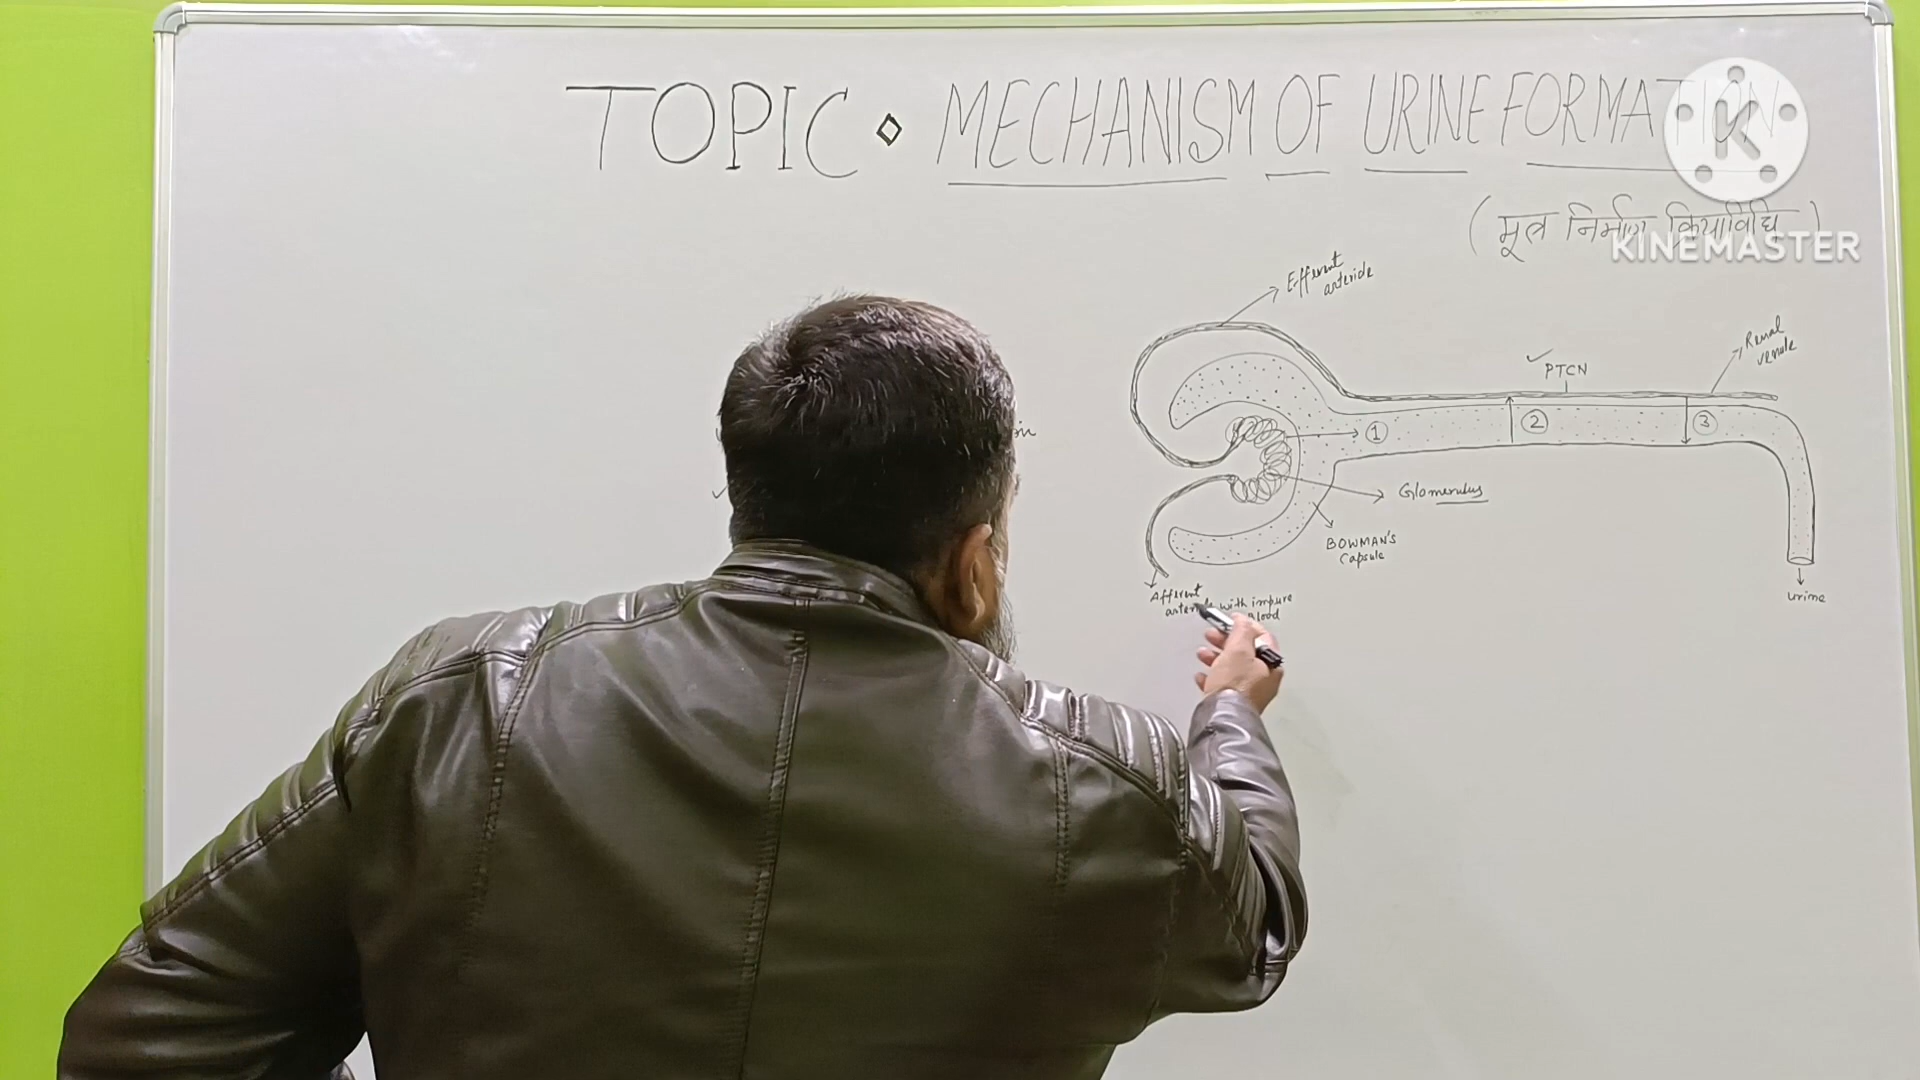 TOPIC ◇ MECHANISM OF URINE FORMATION
(मूत्र निर्माण क्रियाविधि)
KINEMASTER
Efferent
arteriole
Renal
venule
✓
PTCN
1
2
3
Glomerulus
BOWMAN'S
Capsule
Afferent
with impure
Blood
urine